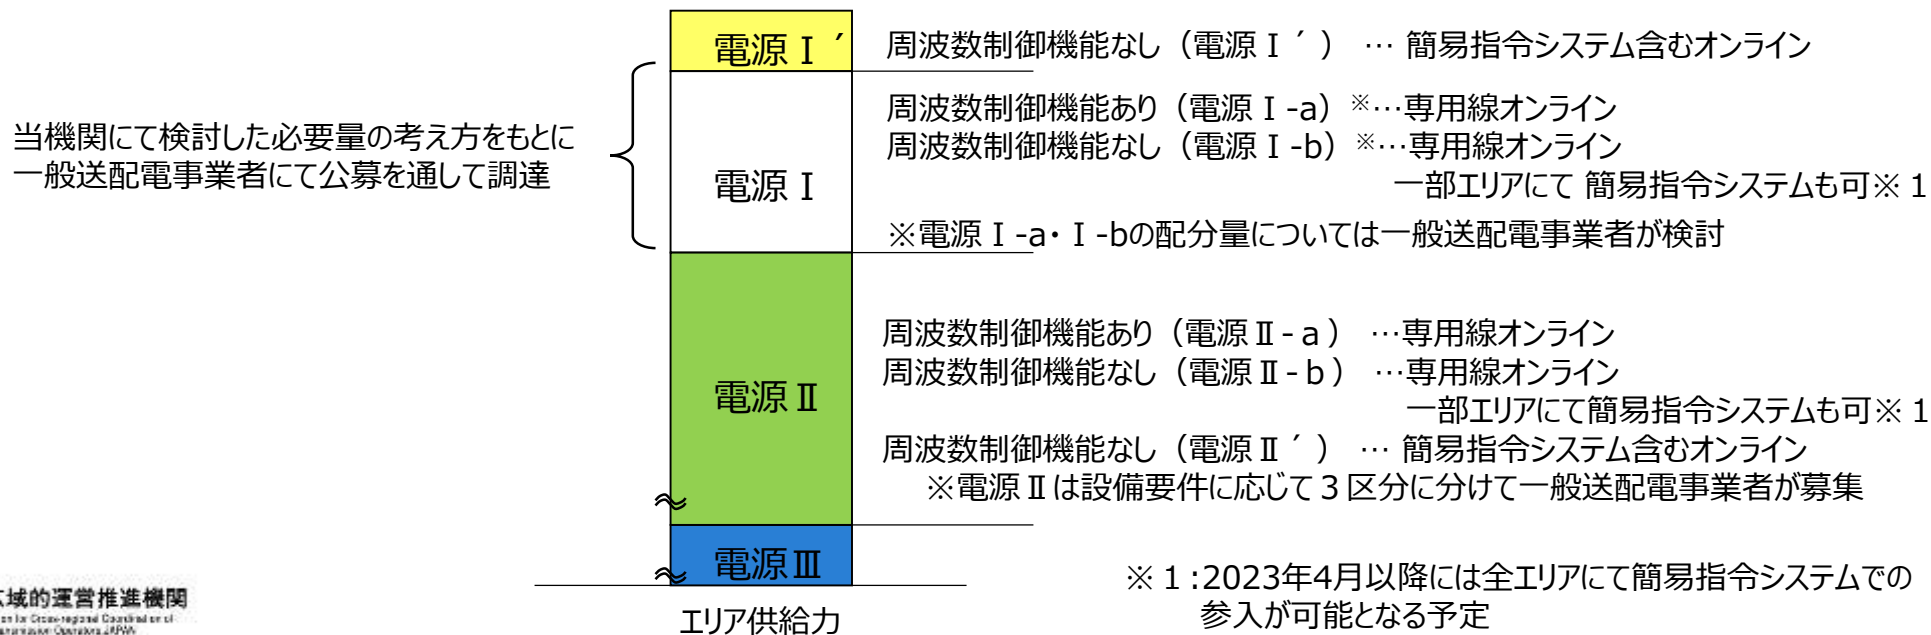 電源Ⅰ´
周波数制御機能なし（電源Ⅰ´） … 簡易指令システム含むオンライン
当機関にて検討した必要量の考え方をもとに
一般送配電事業者にて公募を通して調達
電源Ⅰ
周波数制御機能あり（電源Ⅰ-a）※…専用線オンライン
周波数制御機能なし（電源Ⅰ-b）※…専用線オンライン
一部エリアにて 簡易指令システムも可※１
※電源Ⅰ-a・Ⅰ-bの配分量については一般送配電事業者が検討
電源Ⅱ
周波数制御機能あり（電源Ⅱ-ａ） …専用線オンライン
周波数制御機能なし（電源Ⅱ-ｂ） …専用線オンライン
一部エリアにて簡易指令システムも可※１
周波数制御機能なし（電源Ⅱ´） … 簡易指令システム含むオンライン
※電源Ⅱは設備要件に応じて３区分に分けて一般送配電事業者が募集
電源Ⅲ
エリア供給力
※１:2023年4月以降には全エリアにて簡易指令システムでの
参入が可能となる予定
域的運営推進機関
for Cross-regional Coordination of
Operators, JAPAN